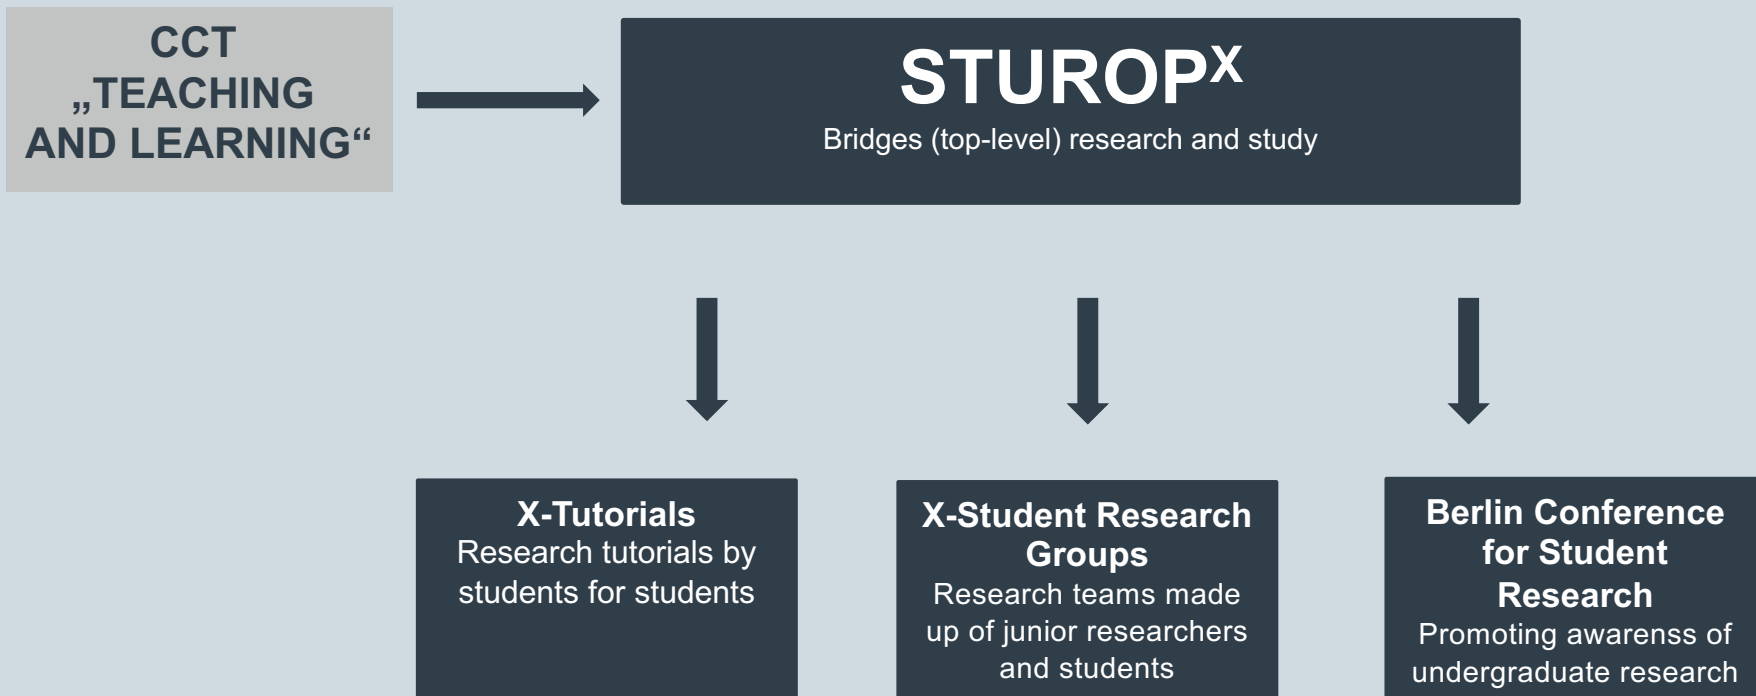 CCT
„TEACHING
AND LEARNING“
STUROPX
Bridges (top-level) research and study
X-Tutorials
Research tutorials by
students for students
X-Student Research
Groups
Research teams made
up of junior researchers
and students
Berlin Conference
for Student
Research
Promoting awarenss of
undergraduate research